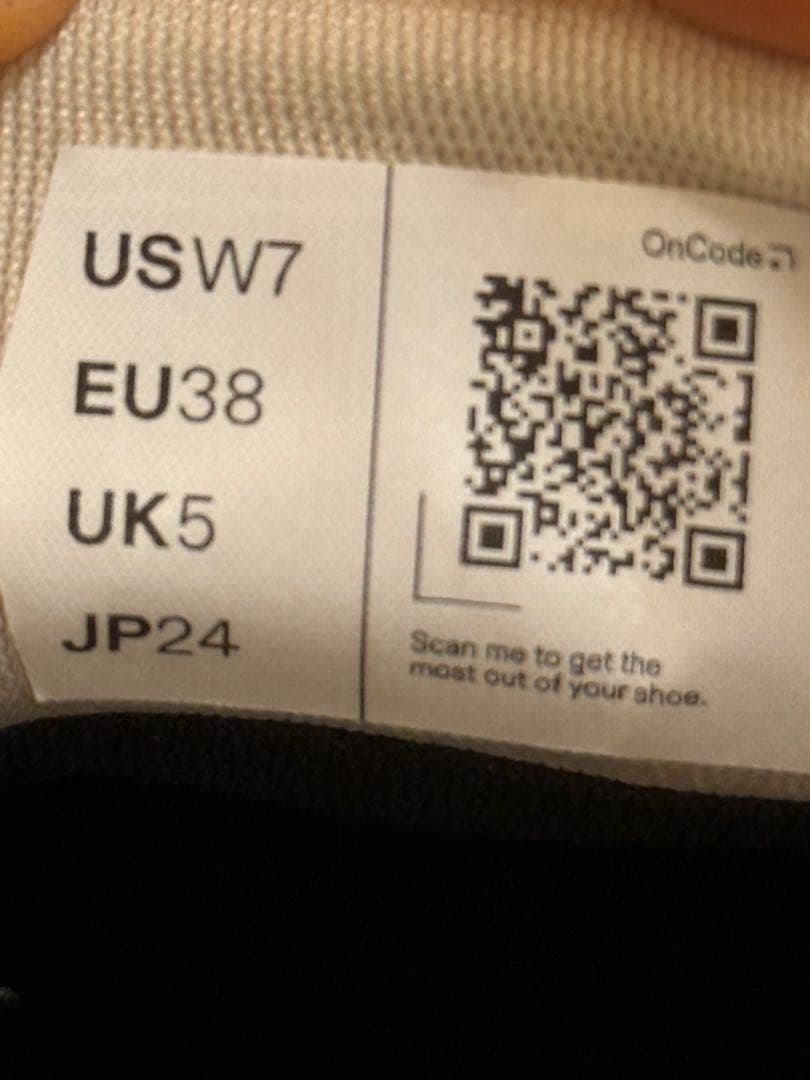 USW7
EU38
UK5
JP24
OnCode
Scan me to get the
most out of your shoe.